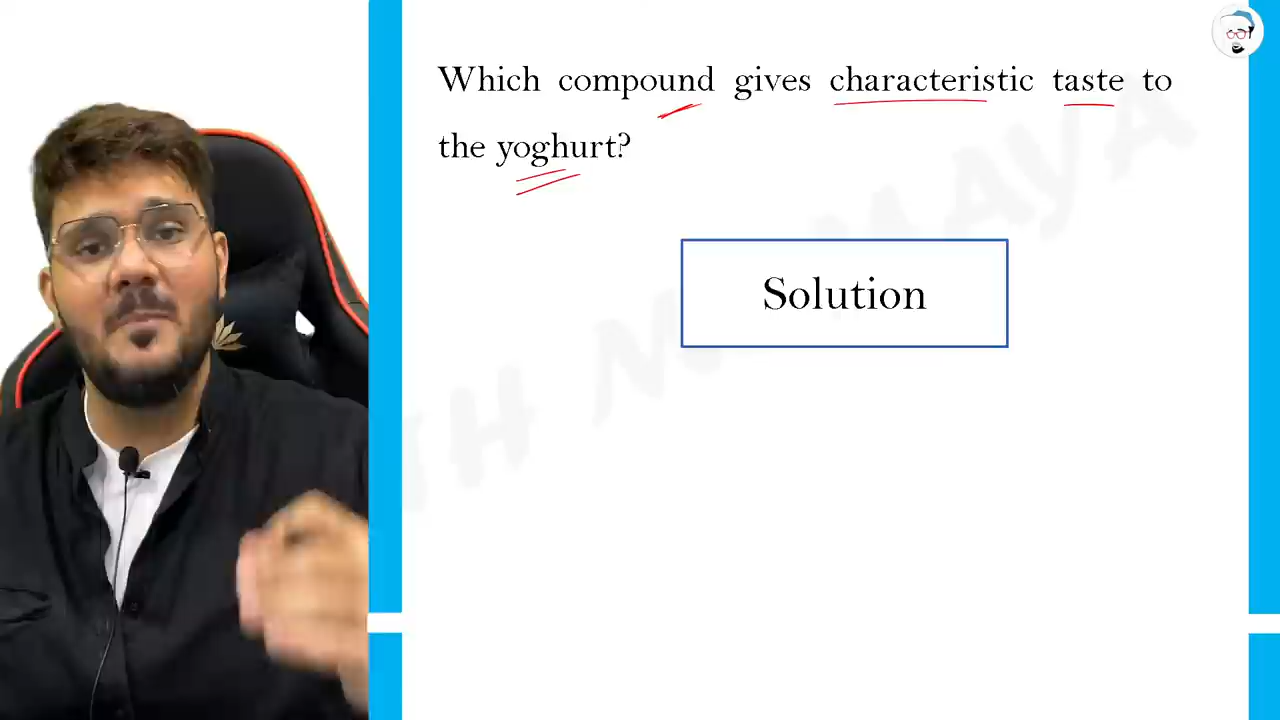 Which compound gives characteristic taste to
the yoghurt?
Solution